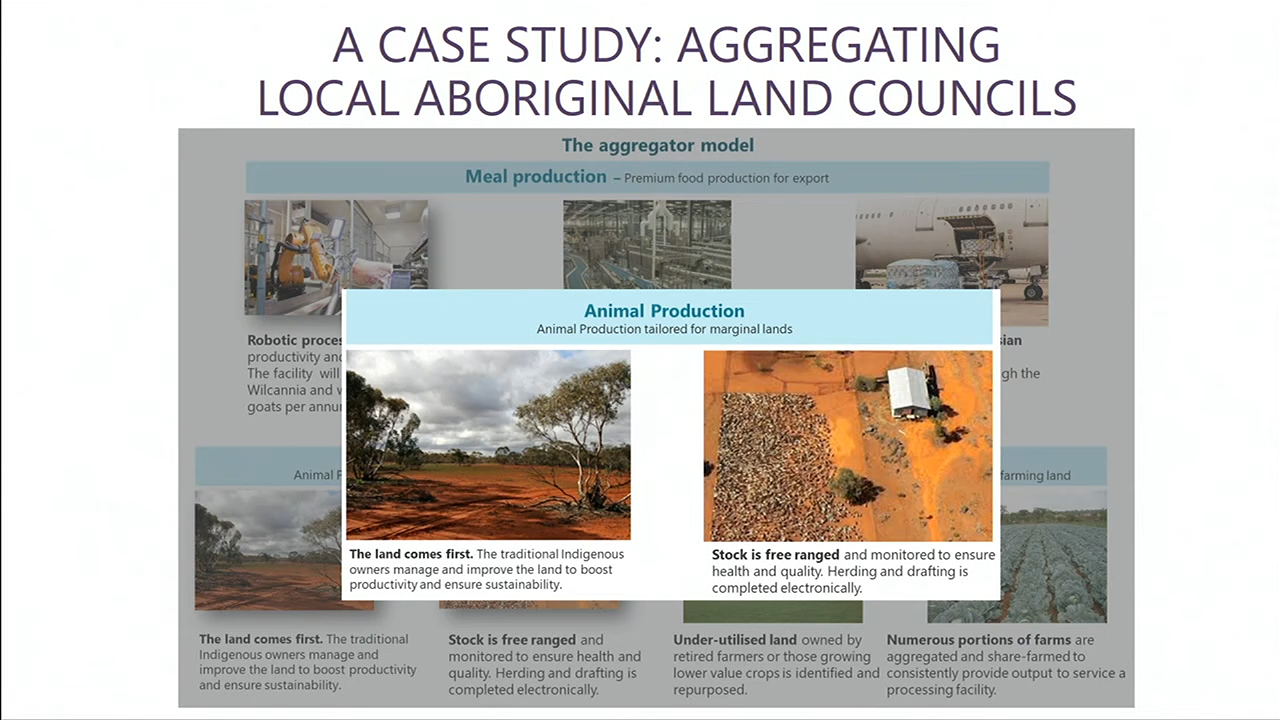 A CASE STUDY: AGGREGATING
LOCAL ABORIGINAL LAND COUNCILS
The aggregator model
Meal production – Premium food production for export
Robotic
productivity
The facility will
Wilcannia and
goats per
gh the
Animal Production
Animal Production tailored for marginal lands
The land comes first. The traditional Indigenous
owners manage and improve the land to boost
productivity and ensure sustainability.
Stock is free ranged and monitored to ensure
health and quality. Herding and drafting is
completed electronically.
Animal
farming land
The land comes first. The traditional
Indigenous owners manage and
improve the land to boost productivity
and ensure sustainability.
Stock is free ranged and
monitored to ensure health and
quality. Herding and drafting is
completed electronically.
Under-utilised land owned by
retired farmers or those growing
lower value crops is identified and
repurposed.
Numerous portions of farms are
aggregated and share-farmed to
consistently provide output to service a
processing facility.